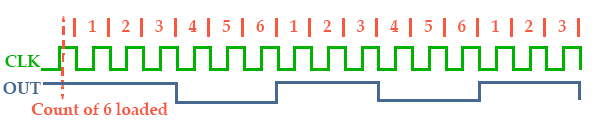 | 1 | 2 | 3 | 4 | 5 | 6 | 1 | 2 | 3 | 4 | 5 | 6 | 1 | 2 | 3 |
CLK
OUT
Count of 6 loaded